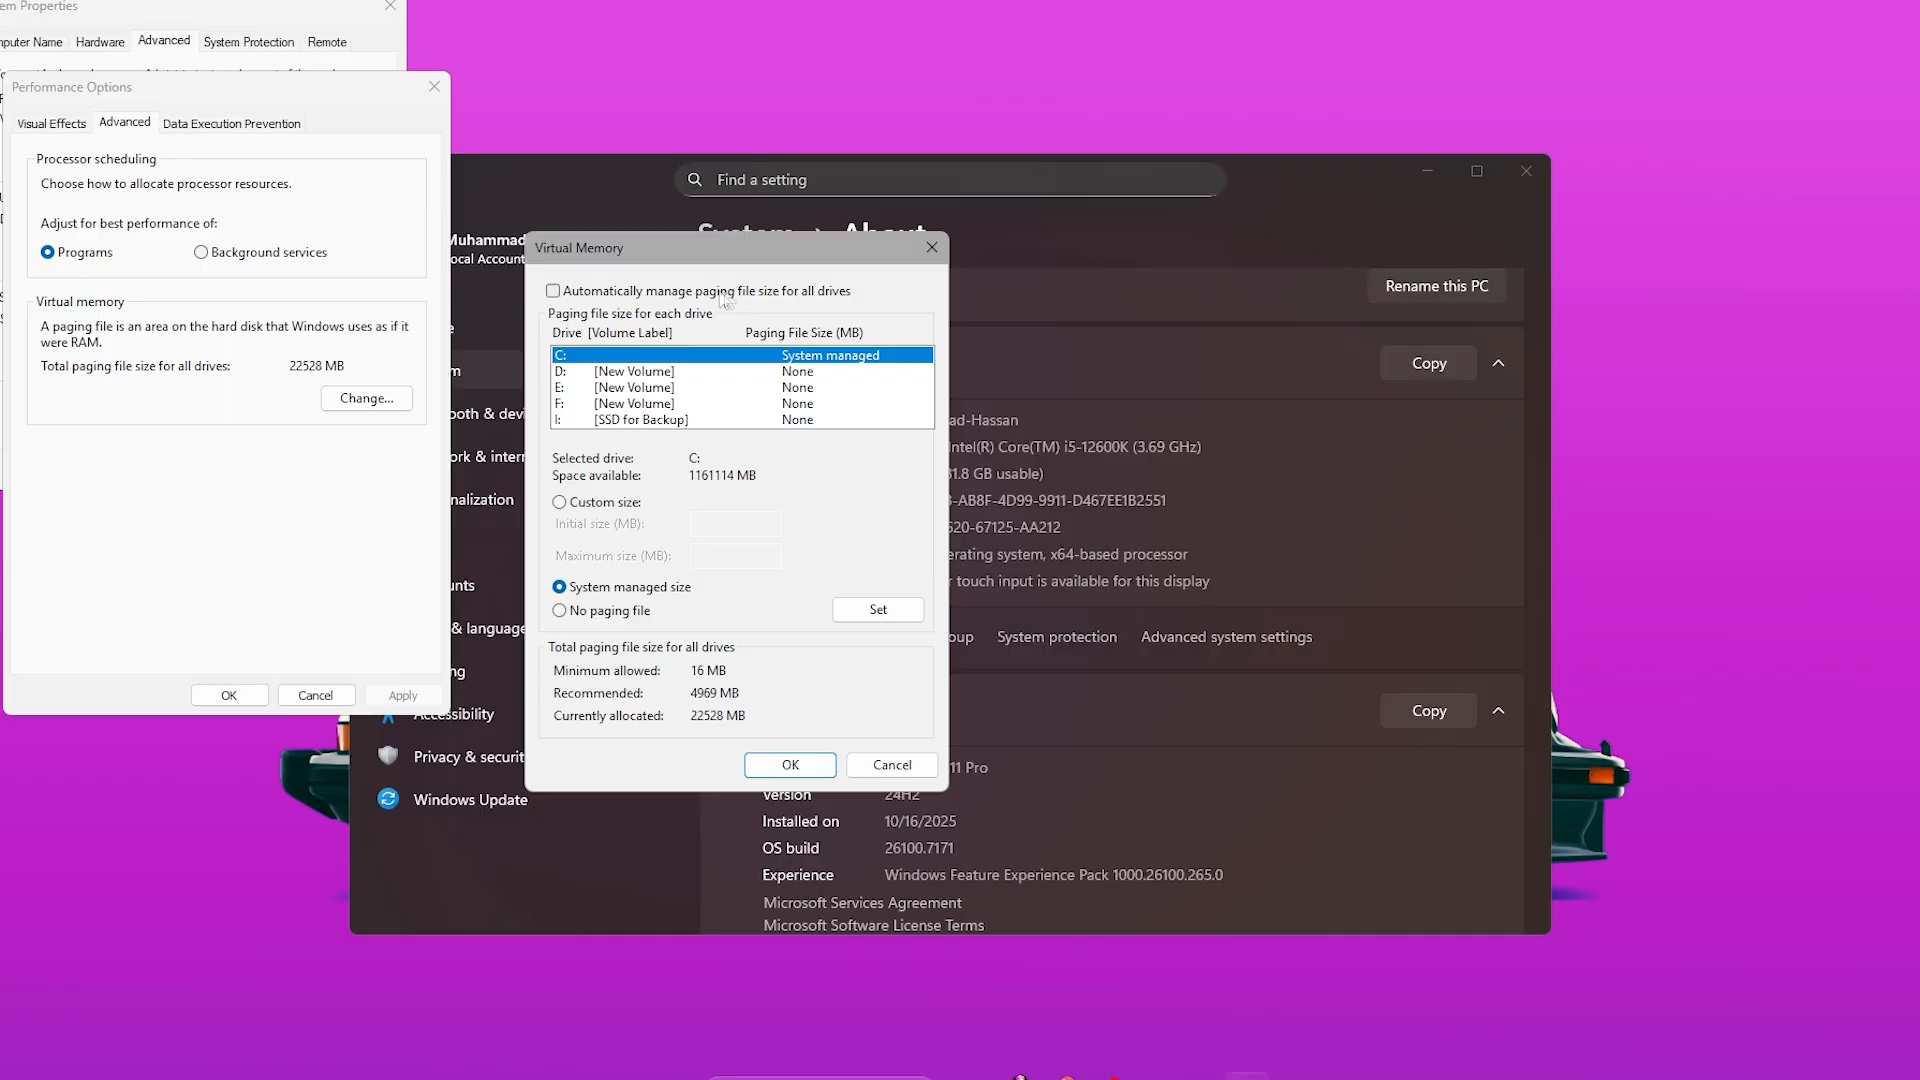 em Properties
mputer Name Hardware Advanced System Protection Remote
Performance Options
Visual Effects Advanced Data Execution Prevention
Processor scheduling
Choose how to allocate processor resources.
Adjust for best performance of:
Programs Background services
Virtual memory
A paging file is an area on the hard disk that Windows uses as if it
were RAM.
Total paging file size for all drives: 22528 MB
Change...
OK Cancel Apply
Find a setting
System > About
Muhammad
ocal Account
Rename this PC
Virtual Memory
Automatically manage paging file size for all drives
Paging file size for each drive
Drive [Volume Label] Paging File Size (MB)
C: System managed
D: [New Volume] None
E: [New Volume] None
F: [New Volume] None
I: [SSD for Backup] None
Selected drive: C:
Space available: 1161114 MB
Custom size:
Initial size (MB):
Maximum size (MB):
System managed size
No paging file
Set
Total paging file size for all drives
Minimum allowed: 16 MB
Recommended: 4969 MB
Currently allocated: 22528 MB
OK Cancel
ooth & devi
ork & intern
nalization
unts
& language
ng
Accessibility
Privacy & securit
Windows Update
Copy
ad-Hassan
ntel(R) Core(TM) i5-12600K (3.69 GHz)
31.8 GB usable)
-AB8F-4D99-9911-D467EE1B2551
620-67125-AA212
erating system, x64-based processor
r touch input is available for this display
oup System protection Advanced system settings
Copy
11 Pro
Version 24H2
Installed on 10/16/2025
OS build 26100.7171
Experience Windows Feature Experience Pack 1000.26100.265.0
Microsoft Services Agreement
Microsoft Software License Terms